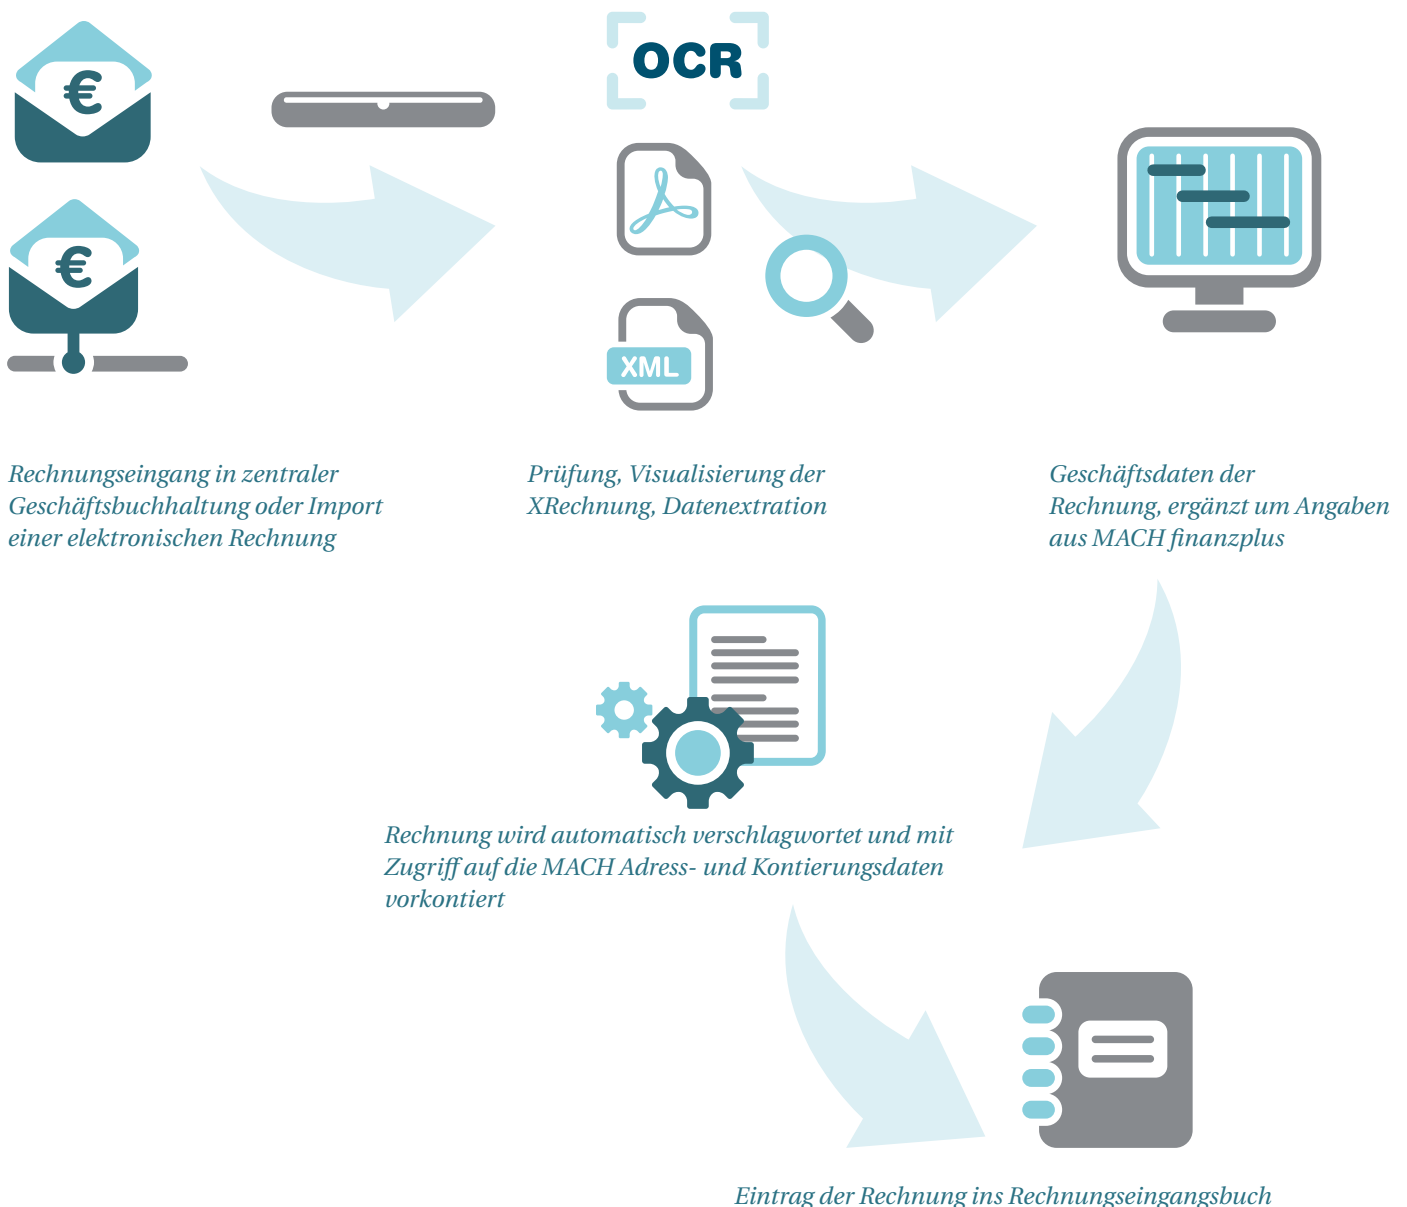 €
OCR
€
XML
Rechnungseingang in zentraler
Geschäftsbuchhaltung oder Import
einer elektronischen Rechnung
Prüfung, Visualisierung der
XRechnung, Datenextration
Geschäftsdaten der
Rechnung, ergänzt um Angaben
aus MACH finanzplus
Rechnung wird automatisch verschlagwortet und mit
Zugriff auf die MACH Adress- und Kontierungsdaten
vorkontiert
Eintrag der Rechnung ins Rechnungseingangsbuch